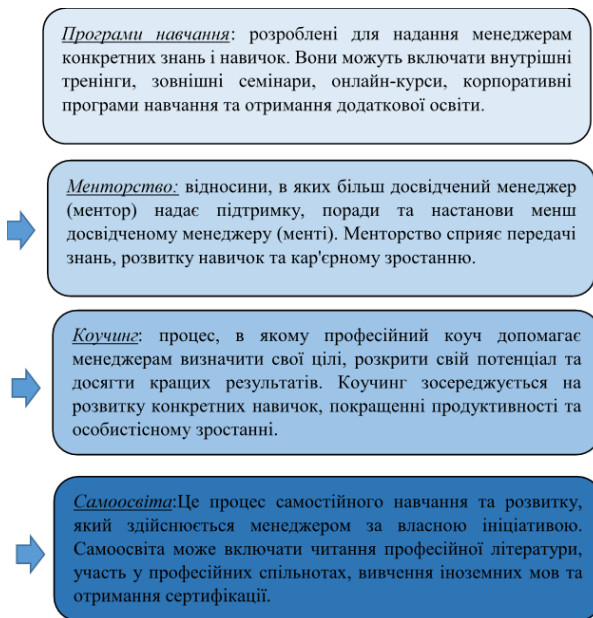 Програми навчання: розроблені для надання менеджерам
конкретних знань і навичок. Вони можуть включати внутрішні
тренінги, зовнішні семінари, онлайн-курси, корпоративні
програми навчання та отримання додаткової освіти.
Менторство: відносини, в яких більш досвідчений менеджер
(ментор) надає підтримку, поради та настанови менш
досвідченому менеджеру (менті). Менторство сприяє передачі
знань, розвитку навичок та кар'єрному зростанню.
Коучинг: процес, в якому професійний коуч допомагає
менеджерам визначити свої цілі, розкрити свій потенціал та
досягти кращих результатів. Коучинг зосереджується на
розвитку конкретних навичок, покращенні продуктивності та
особистісному зростанні.
Самоосвіта:Це процес самостійного навчання та розвитку,
який здійснюється менеджером за власною ініціативою.
Самоосвіта може включати читання професійної літератури,
участь у професійних спільнотах, вивчення іноземних мов та
отримання сертифікації.